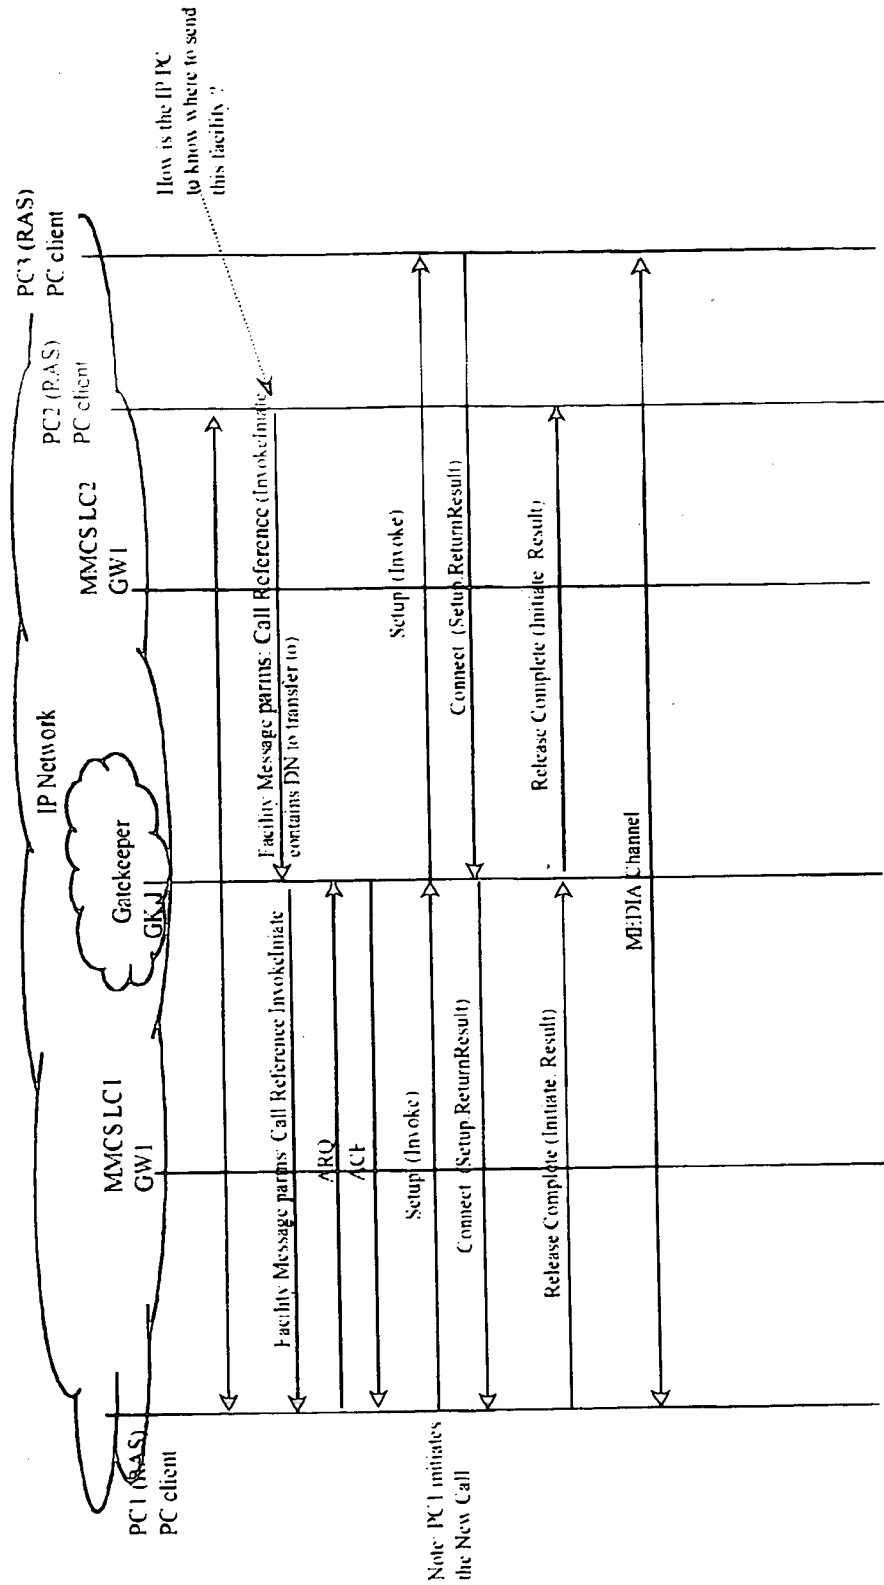 PC1 (RAS)
PC client
MMCS LC1
GW1
IP Network
Gatekeeper
GK 1
MMCS LC2
GW1
PC2 (RAS)
PC client
PC3 (RAS)
PC client
How is the IP PC
to know where to send
this facility ?
Facility Message parms: Call Reference (InvokeIniate
contains DN to transfer to)
Facility Message parms: Call Reference InvokeIniate
ARQ
ACF
Setup (Invoke)
Setup (Invoke)
Connect (Setup.ReturnResult)
Connect (Setup.ReturnResult)
Release Complete (Initiate. Result)
Release Complete (Initiate. Result)
MEDIA Channel
Note: PC1 initiates
the New Call